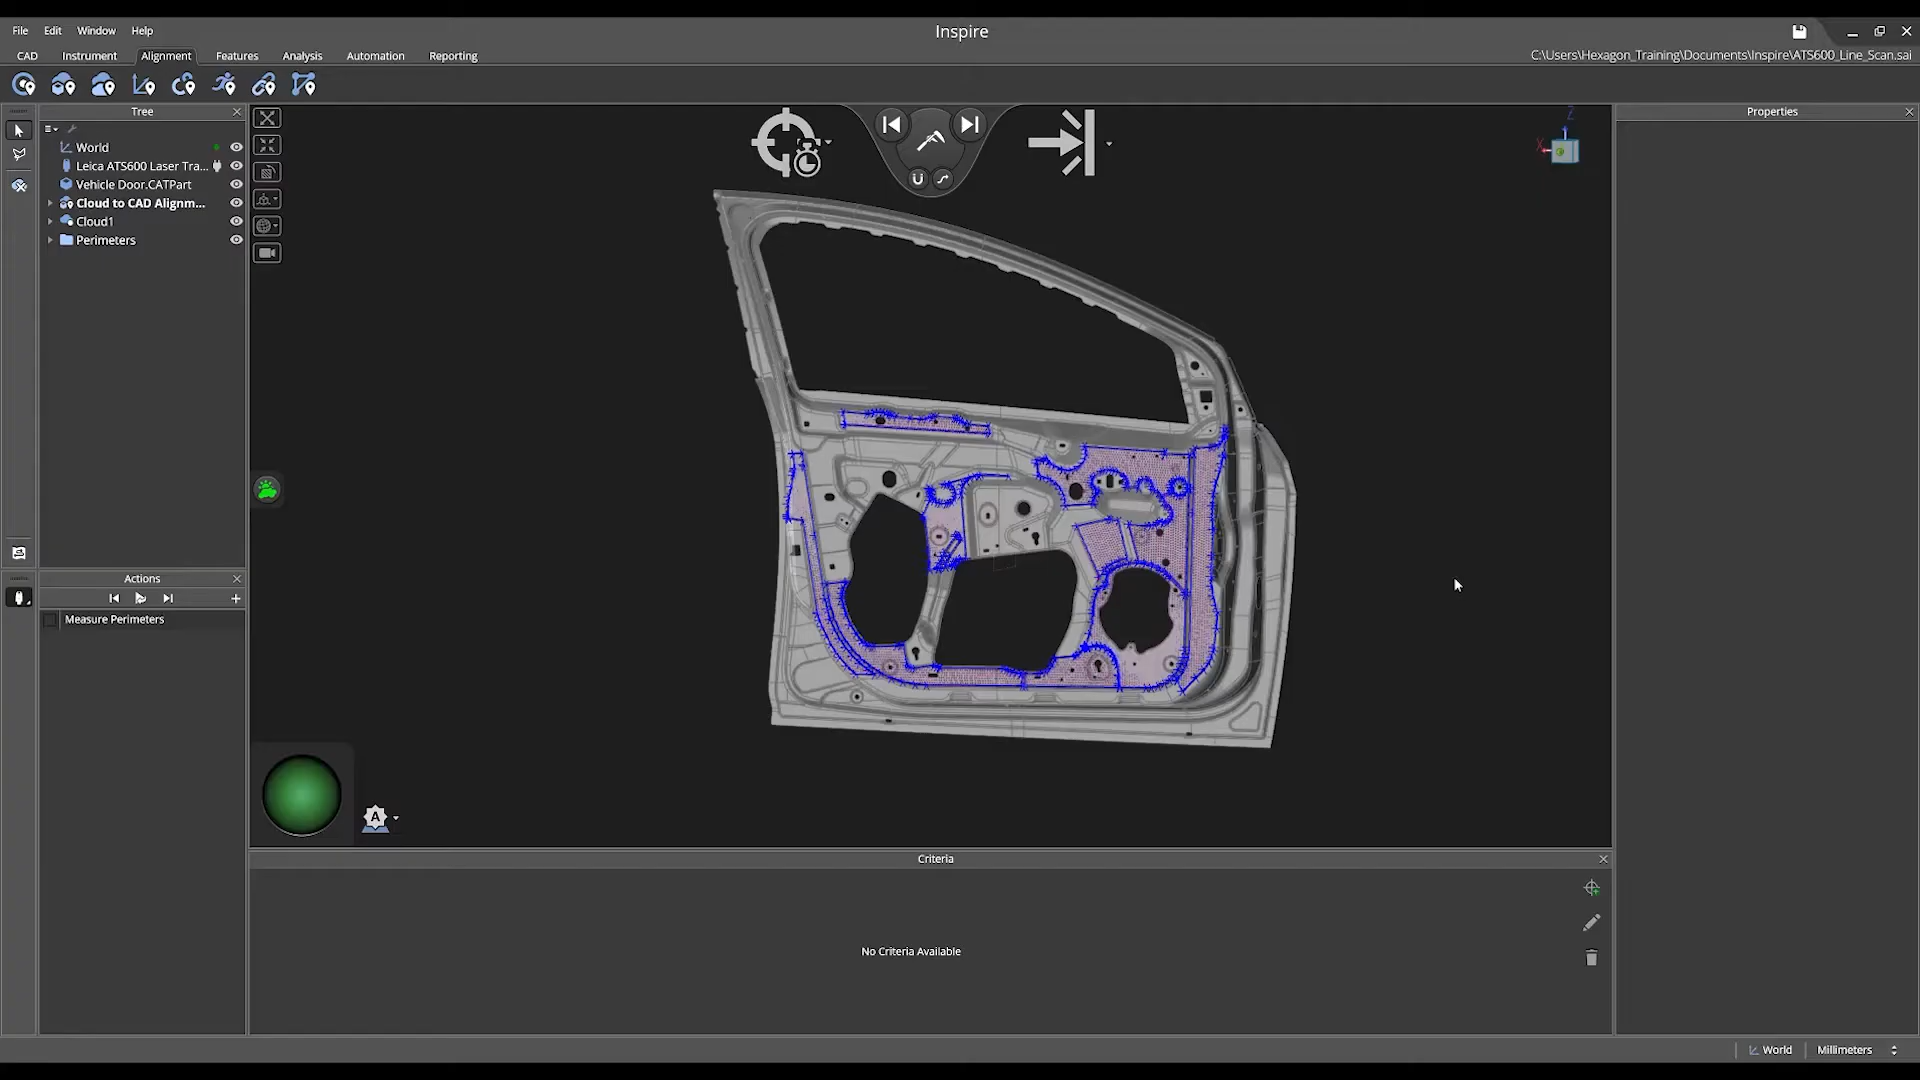 Inspire
File Edit Window Help
CAD Instrument Alignment Features Analysis Automation Reporting
C:\Users\Hexagon_Training\Documents\Inspire\ATS600_Line_Scan.sai
Tree
World
Leica ATS600 Laser Tra...
Vehicle Door.CATPart
Cloud to CAD Alignm...
Cloud1
Perimeters
Actions
Measure Perimeters
Properties
Z
X
A
Criteria
No Criteria Available
World Millimeters